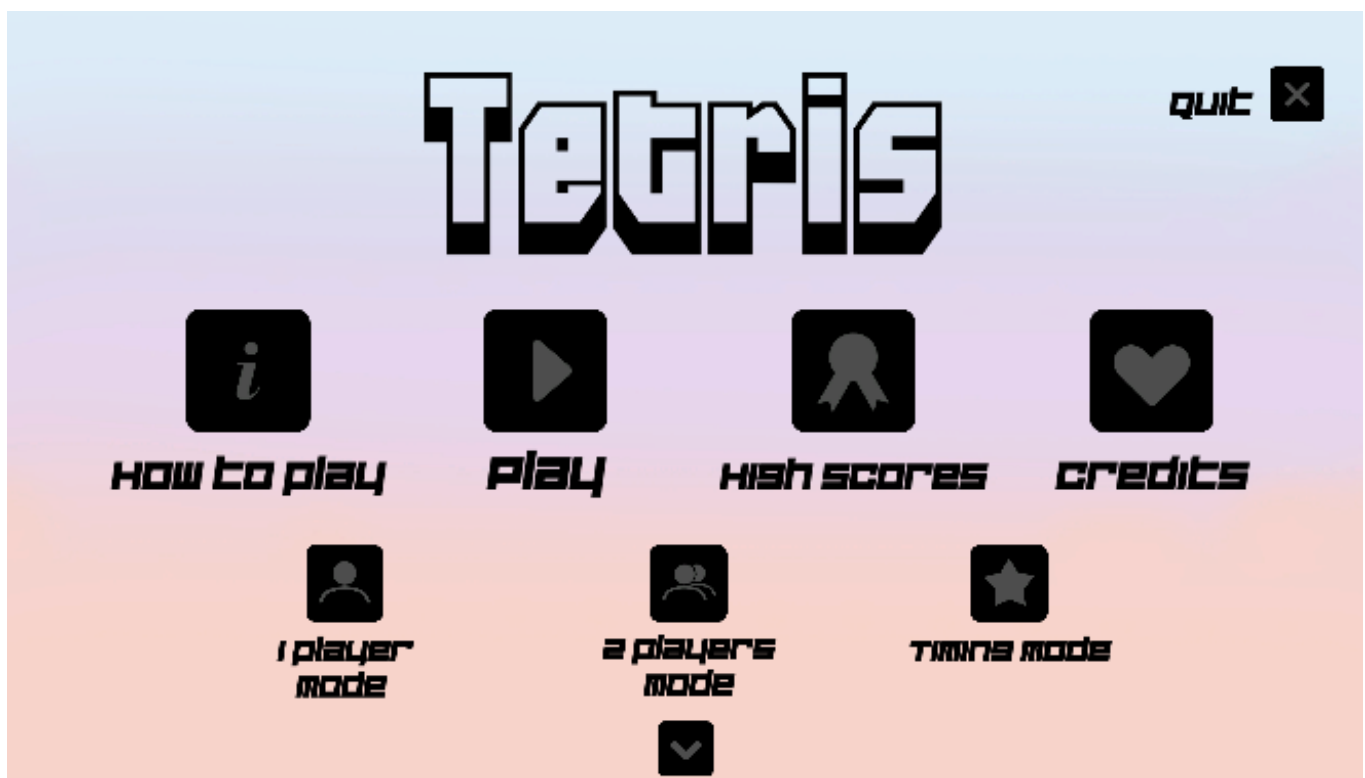 Tetris
quit
How to play
play
High scores
credits
1 player
mode
2 players
mode
Timing mode